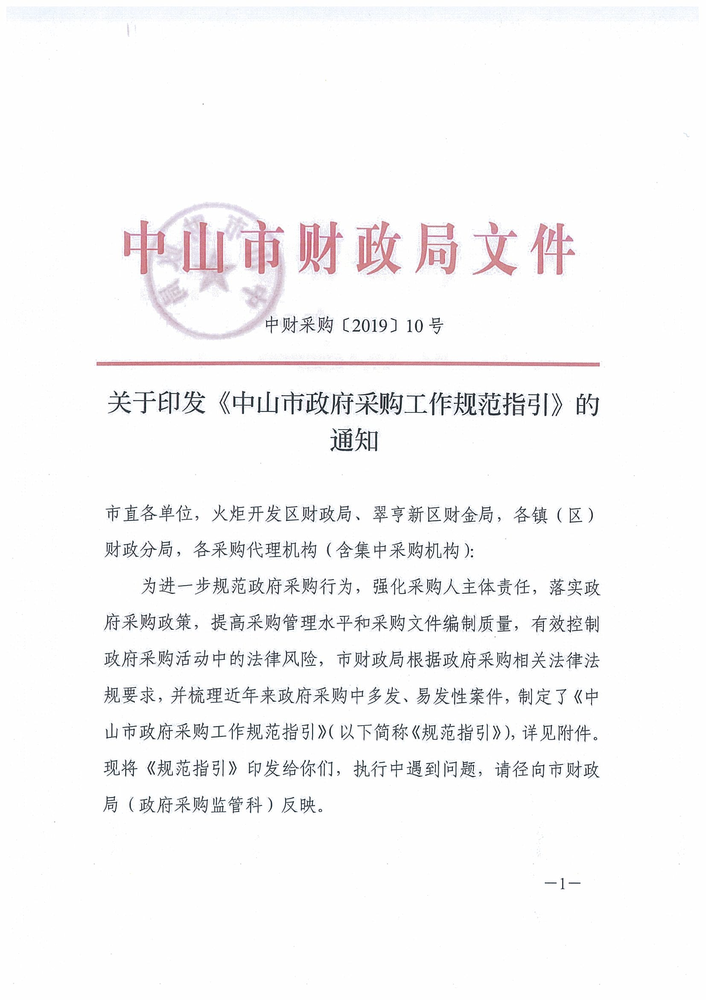 中山市财政局文件
中财采购〔2019〕10 号
关于印发《中山市政府采购工作规范指引》的
通知
市直各单位，火炬开发区财政局、翠亨新区财金局，各镇（区）
财政分局，各采购代理机构（含集中采购机构）：
为进一步规范政府采购行为，强化采购人主体责任，落实政
府采购政策，提高采购管理水平和采购文件编制质量，有效控制
政府采购活动中的法律风险，市财政局根据政府采购相关法律法
规要求，并梳理近年来政府采购中多发、易发性案件，制定了《中
山市政府采购工作规范指引》（以下简称《规范指引》），详见附件。
现将《规范指引》印发给你们，执行中遇到问题，请径向市财政
局（政府采购监管科）反映。
—1—